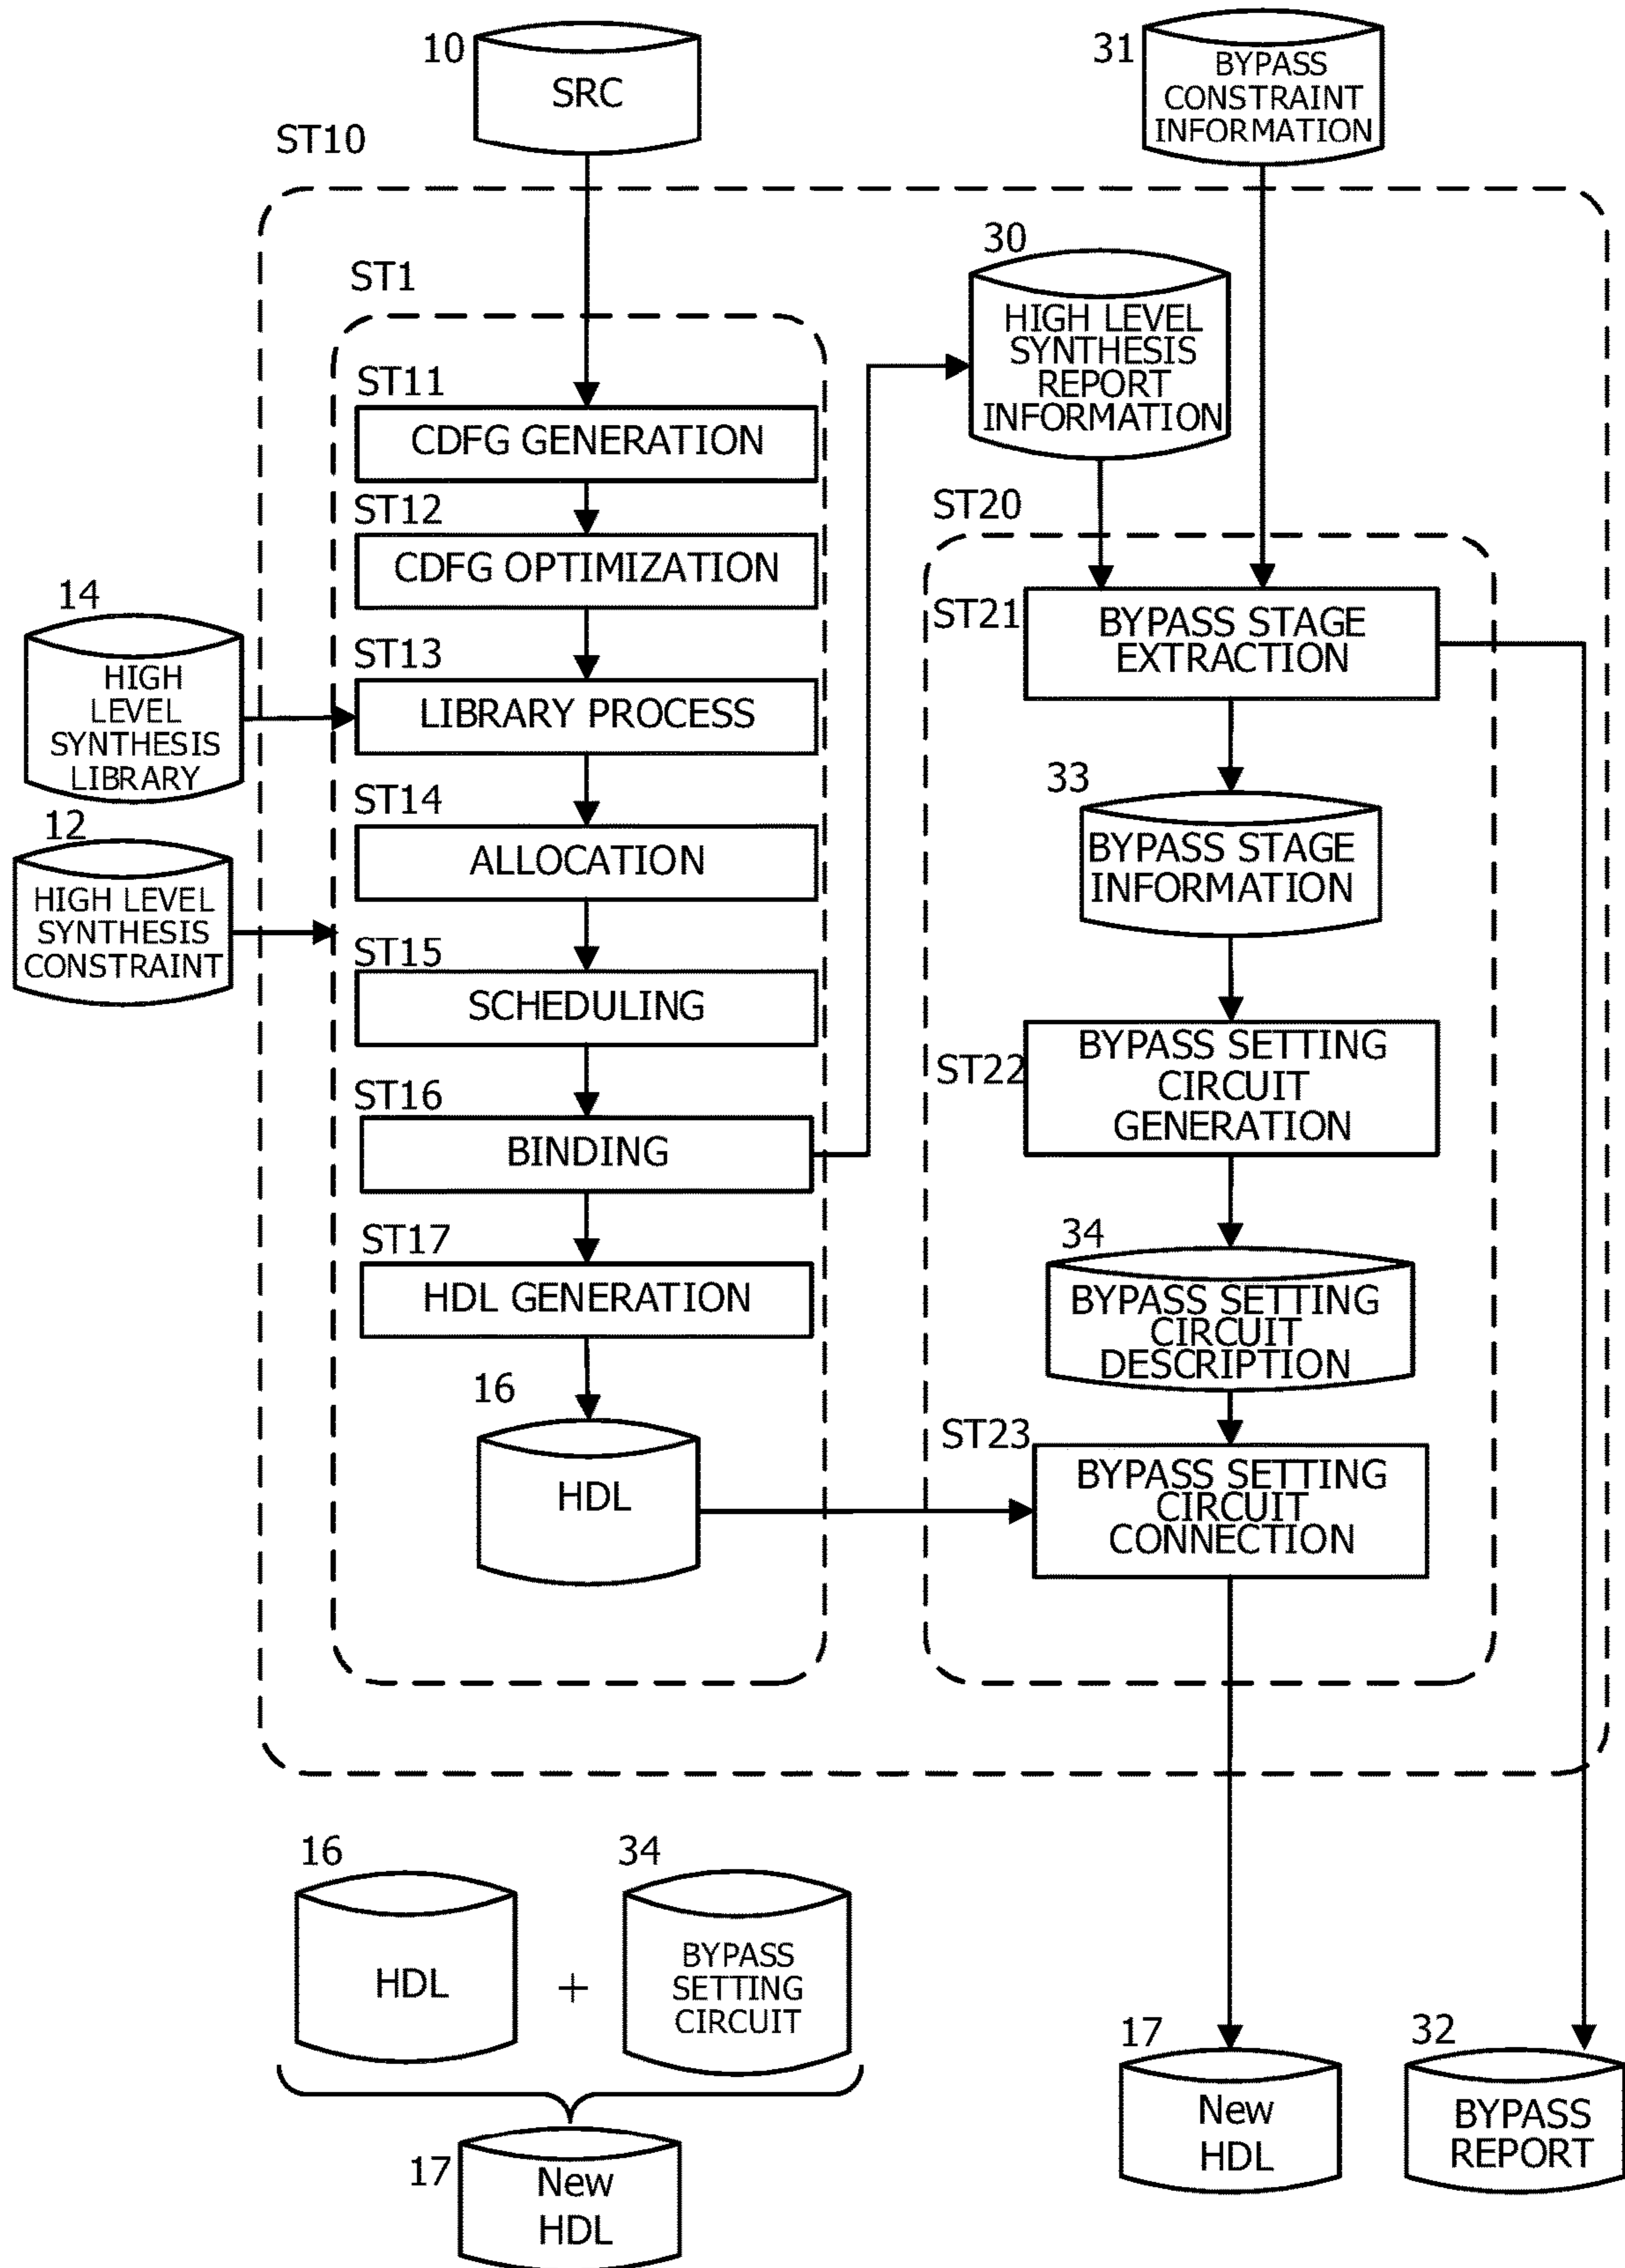 10
SRC
31
BYPASS
CONSTRAINT
INFORMATION
ST10
30
HIGH LEVEL
SYNTHESIS
REPORT
INFORMATION
ST1
ST11
CDFG GENERATION
ST12
CDFG OPTIMIZATION
14
HIGH
LEVEL
SYNTHESIS
LIBRARY
ST13
LIBRARY PROCESS
12
HIGH LEVEL
SYNTHESIS
CONSTRAINT
ST14
ALLOCATION
ST15
SCHEDULING
ST16
BINDING
ST17
HDL GENERATION
16
HDL
ST20
ST21
BYPASS STAGE
EXTRACTION
33
BYPASS STAGE
INFORMATION
ST22
BYPASS SETTING
CIRCUIT
GENERATION
34
BYPASS SETTING
CIRCUIT
DESCRIPTION
ST23
BYPASS SETTING
CIRCUIT
CONNECTION
16
HDL
+
34
BYPASS
SETTING
CIRCUIT
17
New
HDL
17
New
HDL
32
BYPASS
REPORT